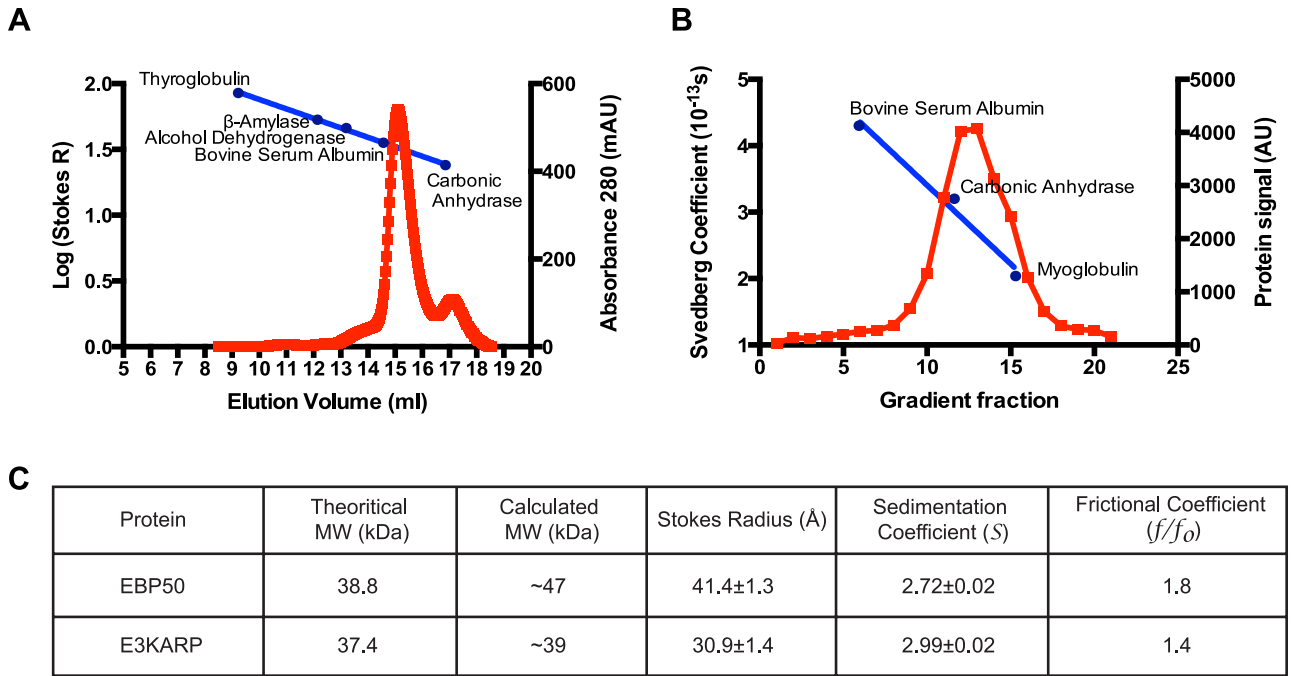 A
Log (Stokes R)
2.0
1.5
1.0
0.5
0.0
Thyroglobulin
β-Amylase
Alcohol Dehydrogenase
Bovine Serum Albumin
Carbonic
Anhydrase
600
400
200
0
Absorbance 280 (mAU)
5 6 7 8 9 10 11 12 13 14 15 16 17 18 19 20
Elution Volume (ml)
B
Svedberg Coefficient (10⁻¹³s)
5
4
3
2
1
Bovine Serum Albumin
Carbonic Anhydrase
Myoglobulin
5000
4000
3000
2000
1000
0
Protein signal (AU)
0 5 10 15 20 25
Gradient fraction
C
Protein
Theoritical
MW (kDa)
Calculated
MW (kDa)
Stokes Radius (Å)
Sedimentation
Coefficient (S)
Frictional Coefficient
(f/fo)
EBP50 38.8 ~47 41.4±1.3 2.72±0.02 1.8
E3KARP 37.4 ~39 30.9±1.4 2.99±0.02 1.4